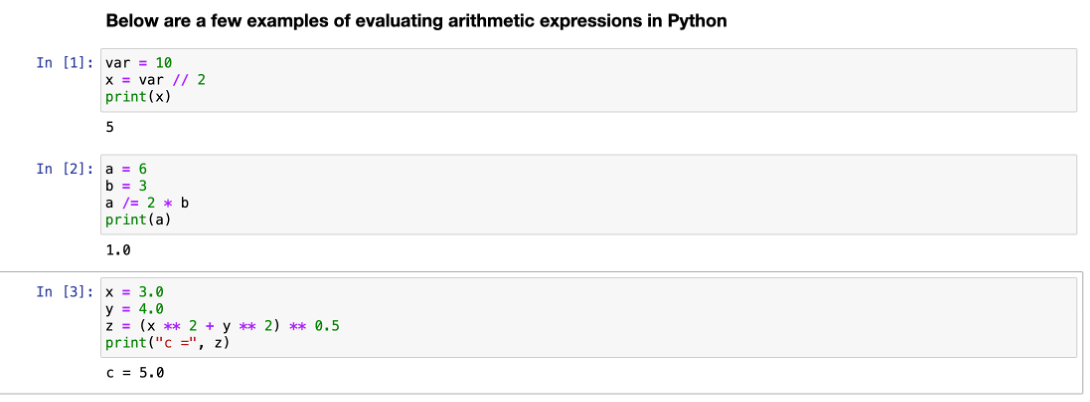 Below are a few examples of evaluating arithmetic expressions in Python
In [1]: var = 10
x = var // 2
print(x)
5
In [2]: a = 6
b = 3
a /= 2 * b
print(a)
1.0
In [3]: x = 3.0
y = 4.0
z = (x ** 2 + y ** 2) ** 0.5
print("c =", z)
c = 5.0